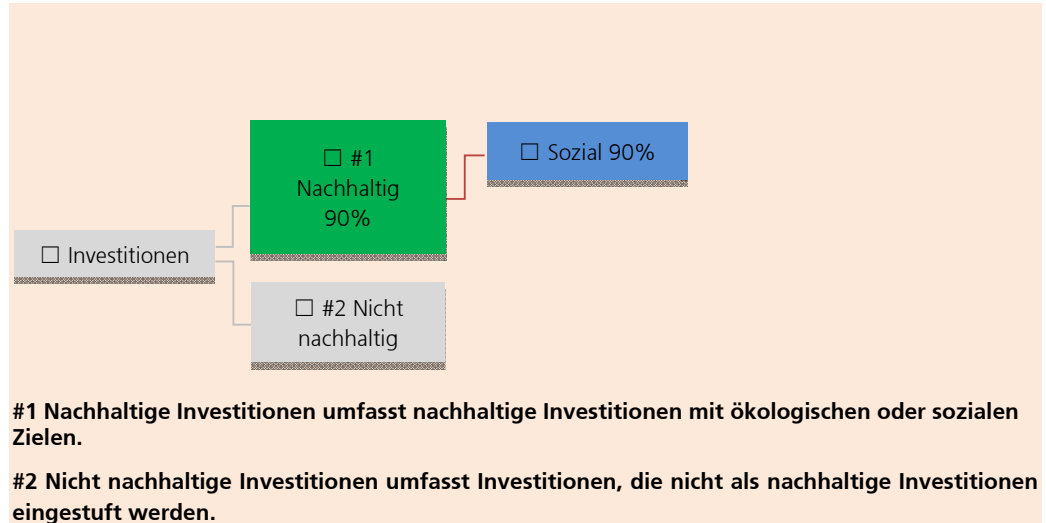 ☐ #1
Nachhaltig
90%
☐ Sozial 90%
☐ Investitionen
☐ #2 Nicht
nachhaltig
#1 Nachhaltige Investitionen umfasst nachhaltige Investitionen mit ökologischen oder sozialen
Zielen.
#2 Nicht nachhaltige Investitionen umfasst Investitionen, die nicht als nachhaltige Investitionen
eingestuft werden.